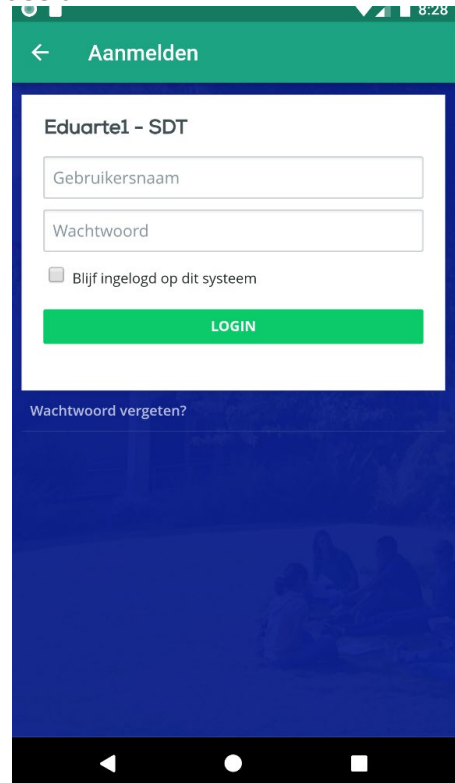 8:28
Aanmelden
Eduarte1 - SDT
Gebruikersnaam
Wachtwoord
Blijf ingelogd op dit systeem
LOGIN
Wachtwoord vergeten?